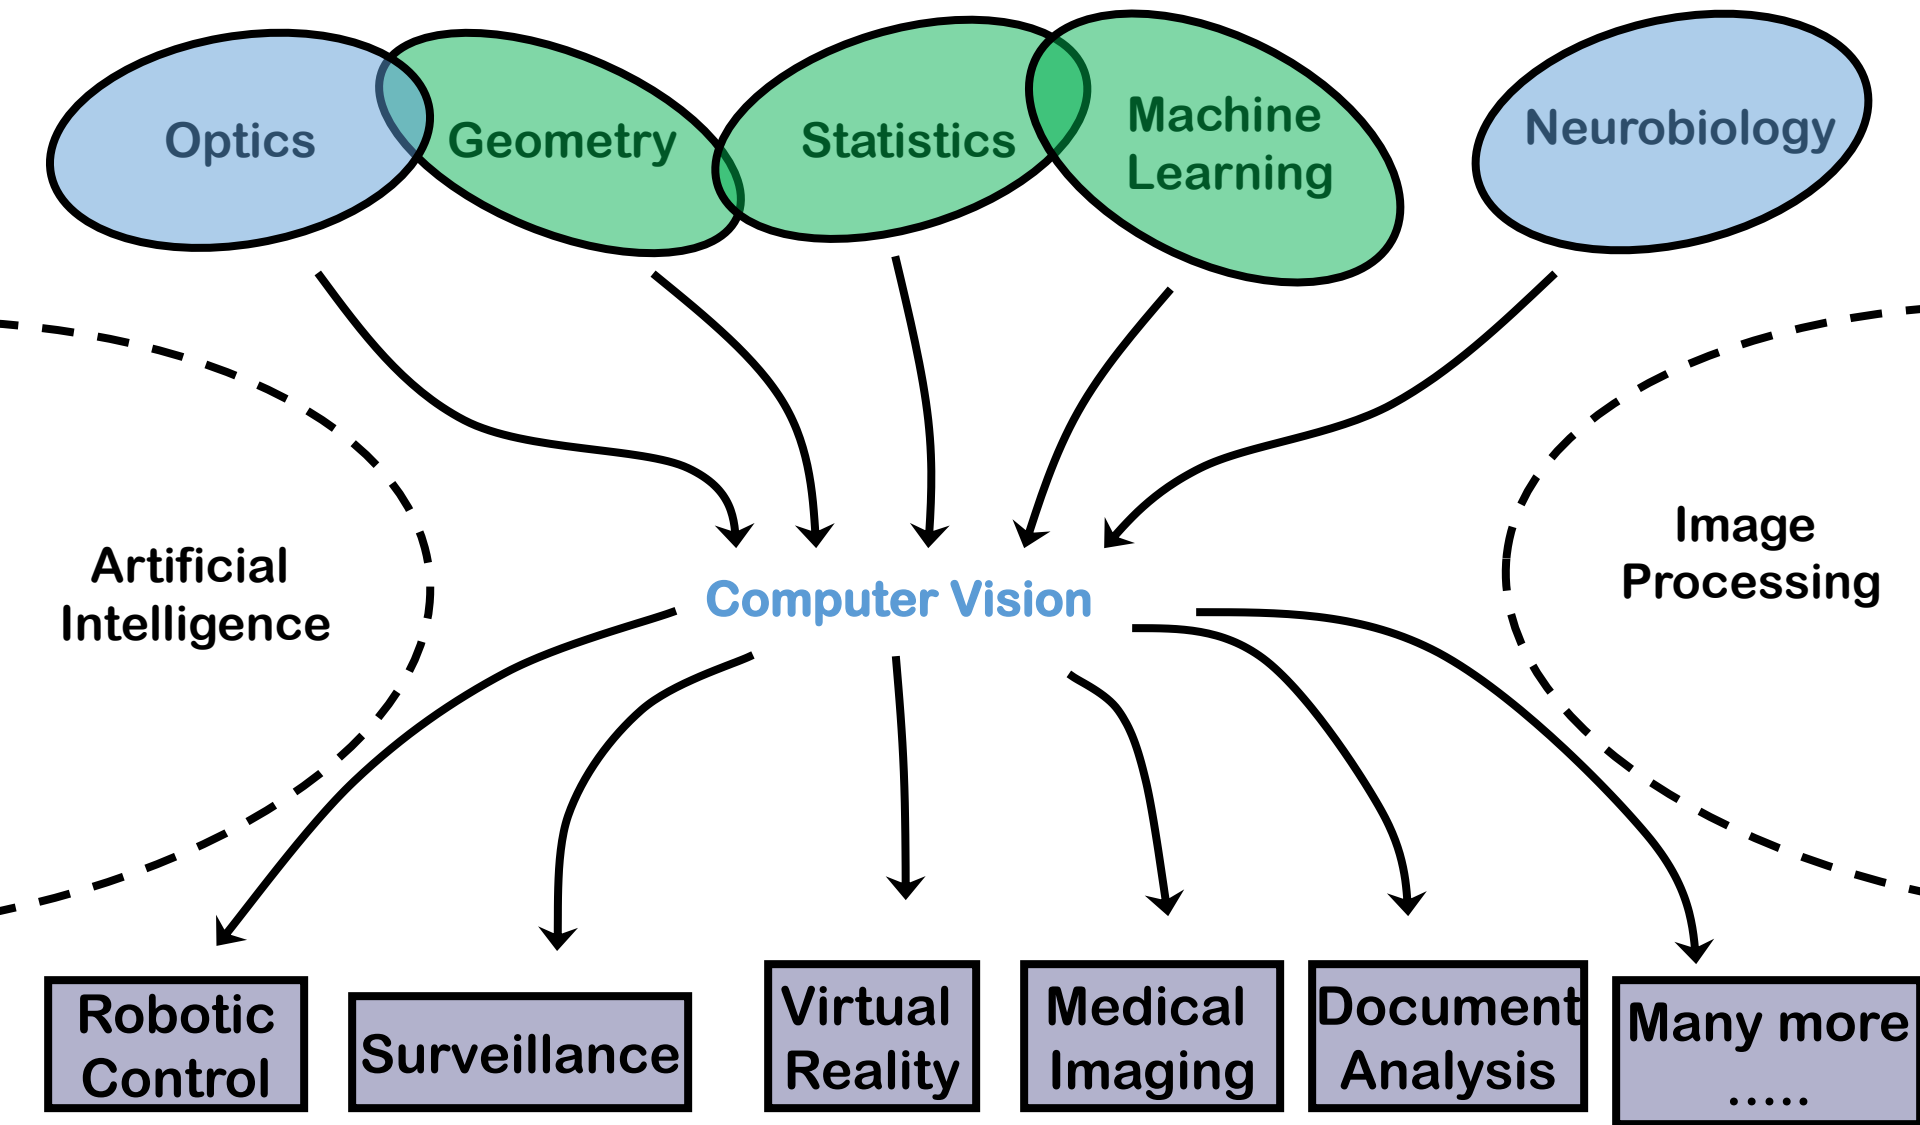 Optics
Geometry
Statistics
Machine
Learning
Neurobiology
Artificial
Intelligence
Computer Vision
Image
Processing
Robotic
Control
Surveillance
Virtual
Reality
Medical
Imaging
Document
Analysis
Many more
.....